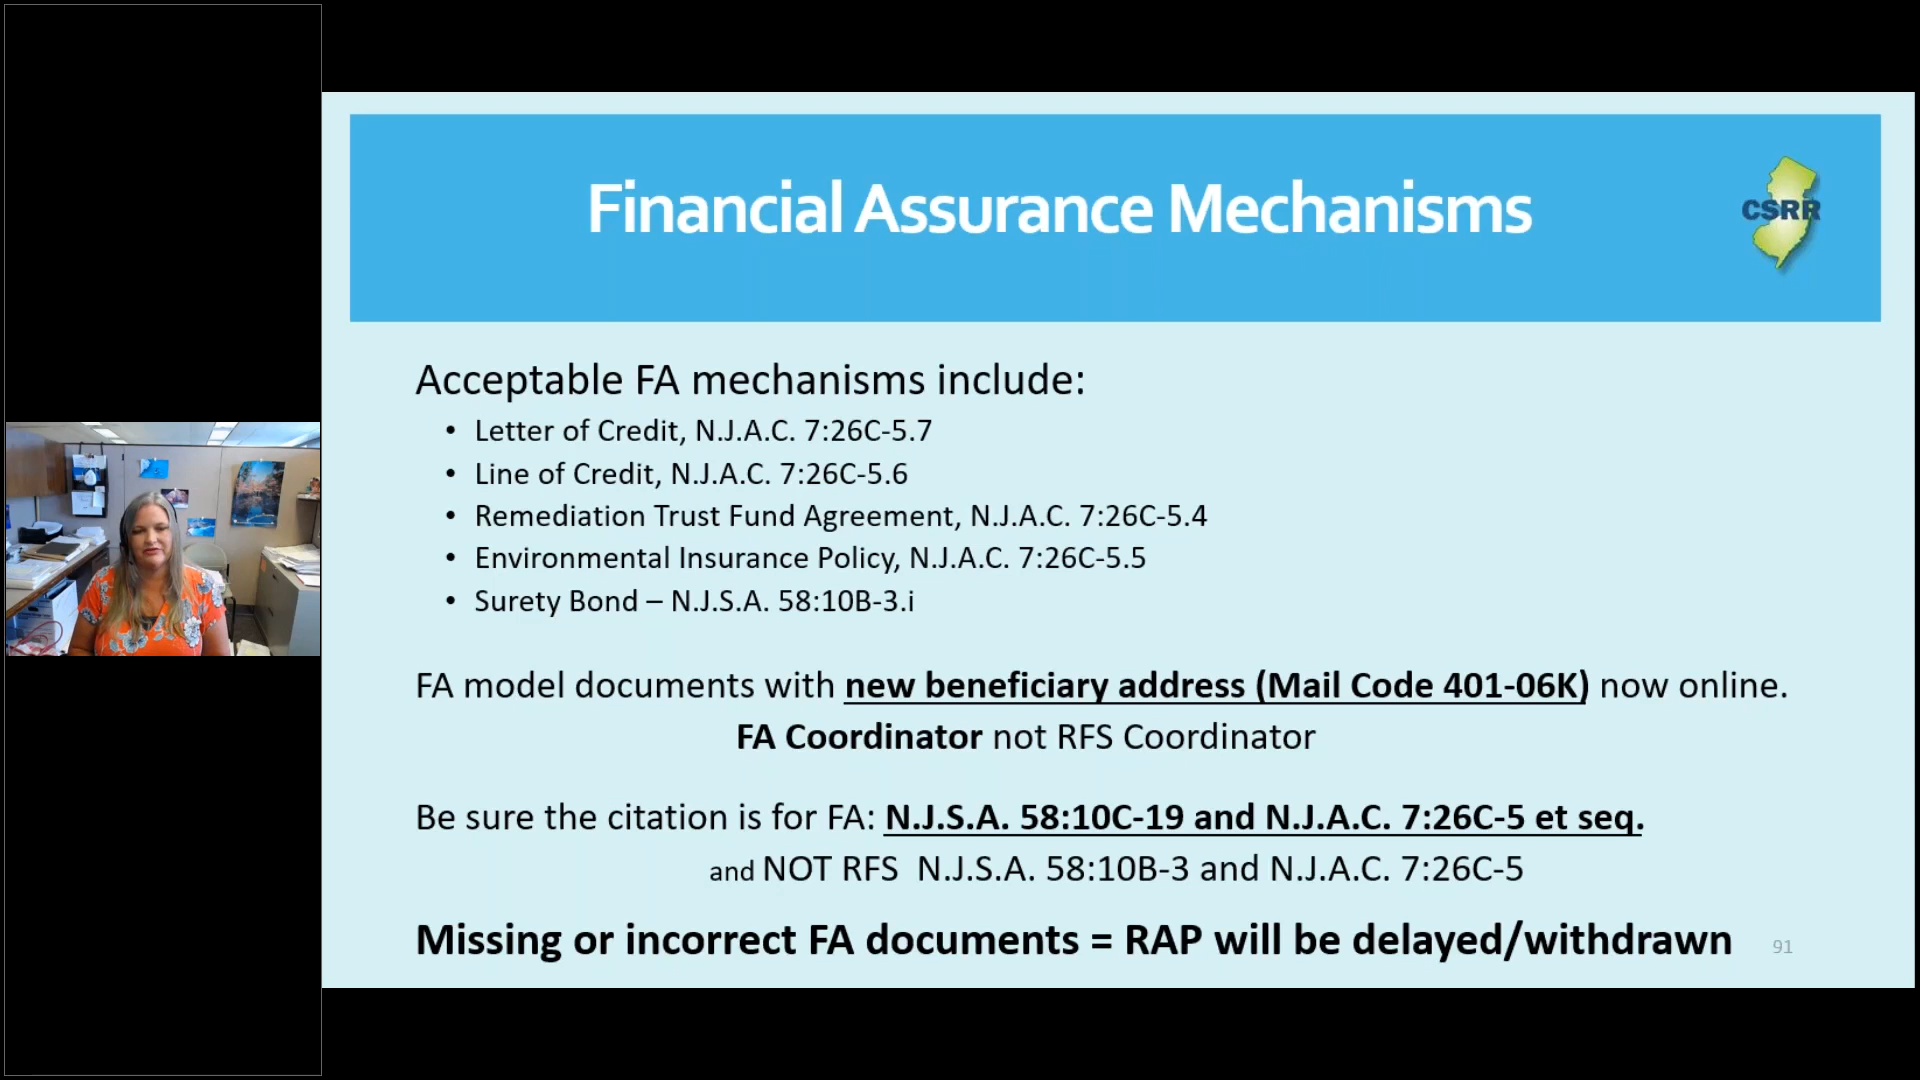 Financial Assurance Mechanisms
CSRR
Acceptable FA mechanisms include:
• Letter of Credit, N.J.A.C. 7:26C-5.7
• Line of Credit, N.J.A.C. 7:26C-5.6
• Remediation Trust Fund Agreement, N.J.A.C. 7:26C-5.4
• Environmental Insurance Policy, N.J.A.C. 7:26C-5.5
• Surety Bond – N.J.S.A. 58:10B-3.i
FA model documents with new beneficiary address (Mail Code 401-06K) now online.
FA Coordinator not RFS Coordinator
Be sure the citation is for FA: N.J.S.A. 58:10C-19 and N.J.A.C. 7:26C-5 et seq.
and NOT RFS N.J.S.A. 58:10B-3 and N.J.A.C. 7:26C-5
Missing or incorrect FA documents = RAP will be delayed/withdrawn
91